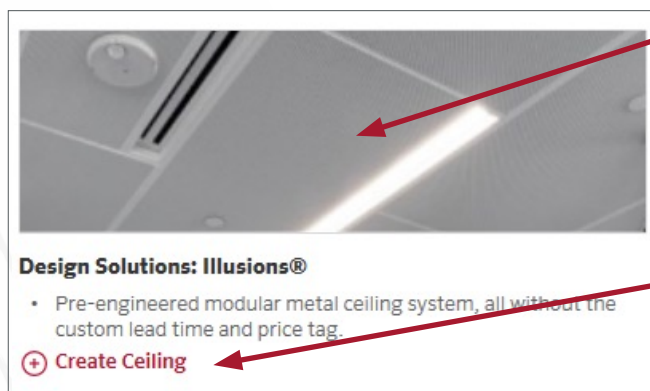 Design Solutions: Illusions®
• Pre-engineered modular metal ceiling system, all without the
custom lead time and price tag.
Create Ceiling